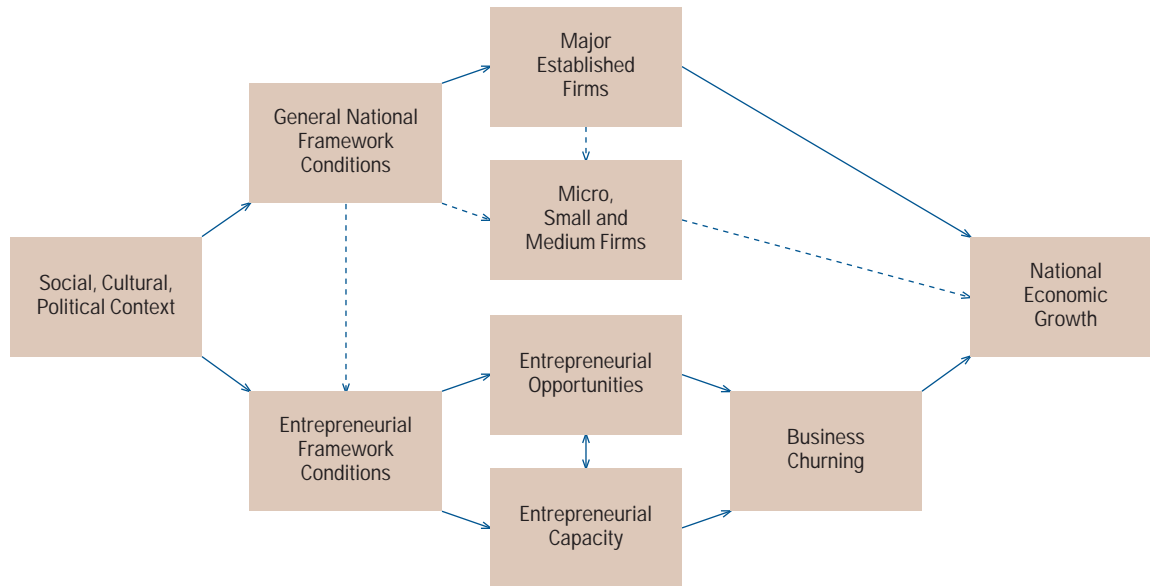 Major
Established
Firms
General National
Framework
Conditions
Micro,
Small and
Medium Firms
Social, Cultural,
Political Context
National
Economic
Growth
Entrepreneurial
Opportunities
Entrepreneurial
Framework
Conditions
Business
Churning
Entrepreneurial
Capacity